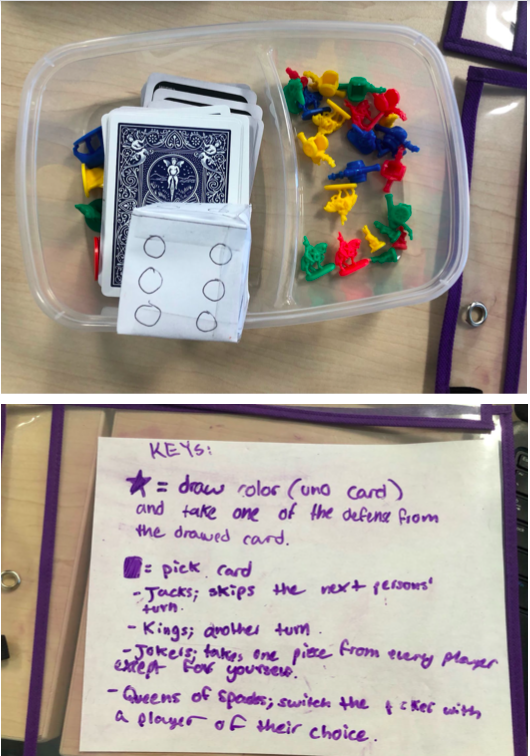 KEYS:
★ = draw color (uno card)
and take one of the defense from
the drawed card.
■ = pick card
- Jacks; skips the next persons'
turn.
- Kings; another turn.
- Jokers; takes one piece from every player
except for yourself.
- Queens of Spades; switch the with
a player of their choice.